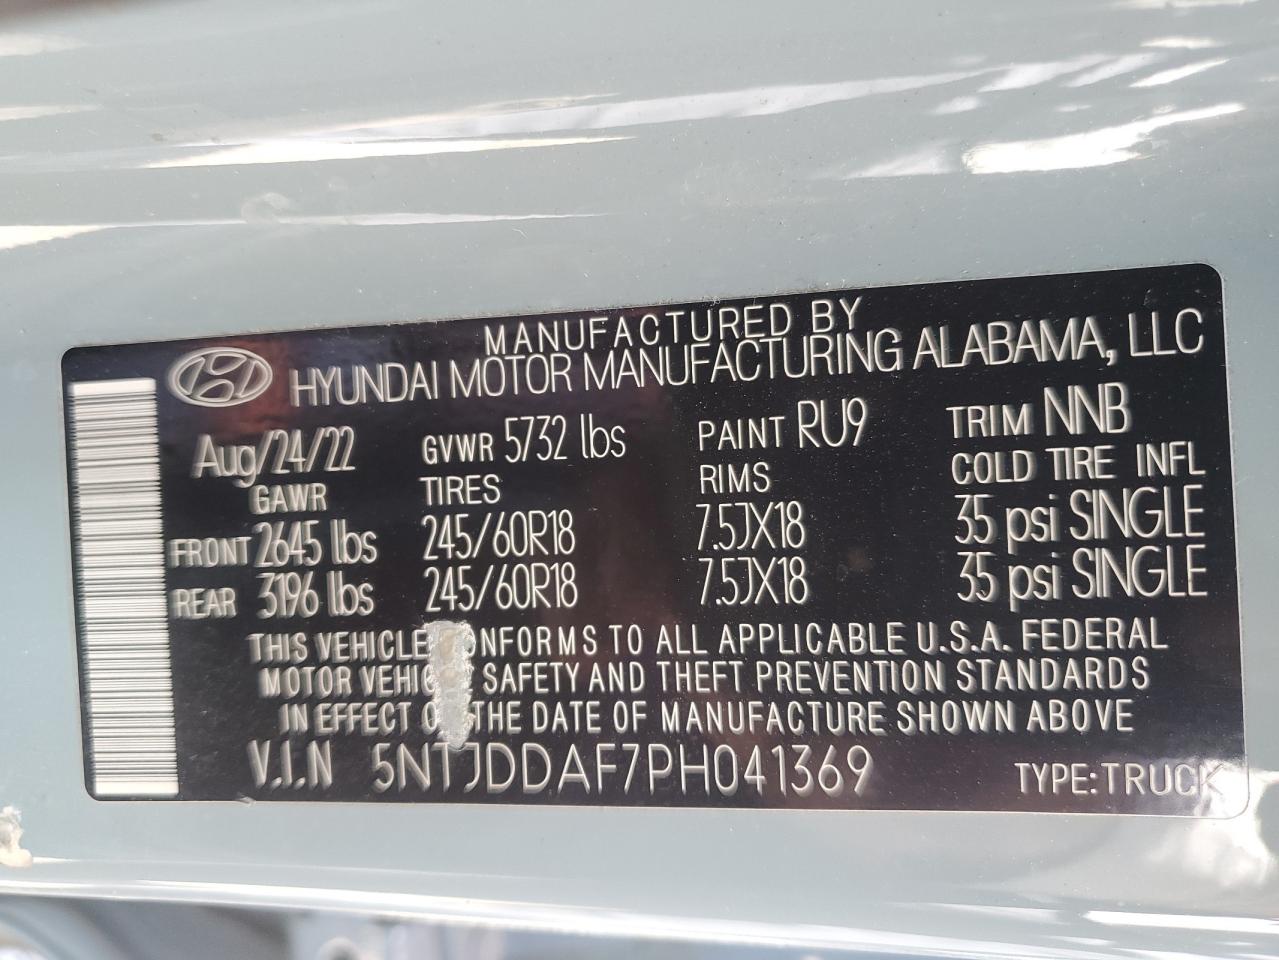 MANUFACTURED BY
HYUNDAI MOTOR MANUFACTURING ALABAMA, LLC
Aug/24/22 GVWR 5732 lbs PAINT RU9 TRIM NNB
GAWR TIRES RIMS COLD TIRE INFL
FRONT 2645 lbs 245/60R18 7.5JX18 35 psi SINGLE
REAR 3196 lbs 245/60R18 7.5JX18 35 psi SINGLE
THIS VEHICLE CONFORMS TO ALL APPLICABLE U.S.A. FEDERAL
MOTOR VEHICLE SAFETY AND THEFT PREVENTION STANDARDS
IN EFFECT ON THE DATE OF MANUFACTURE SHOWN ABOVE
V.I.N 5NTJDDAF7PH041369 TYPE:TRUCK